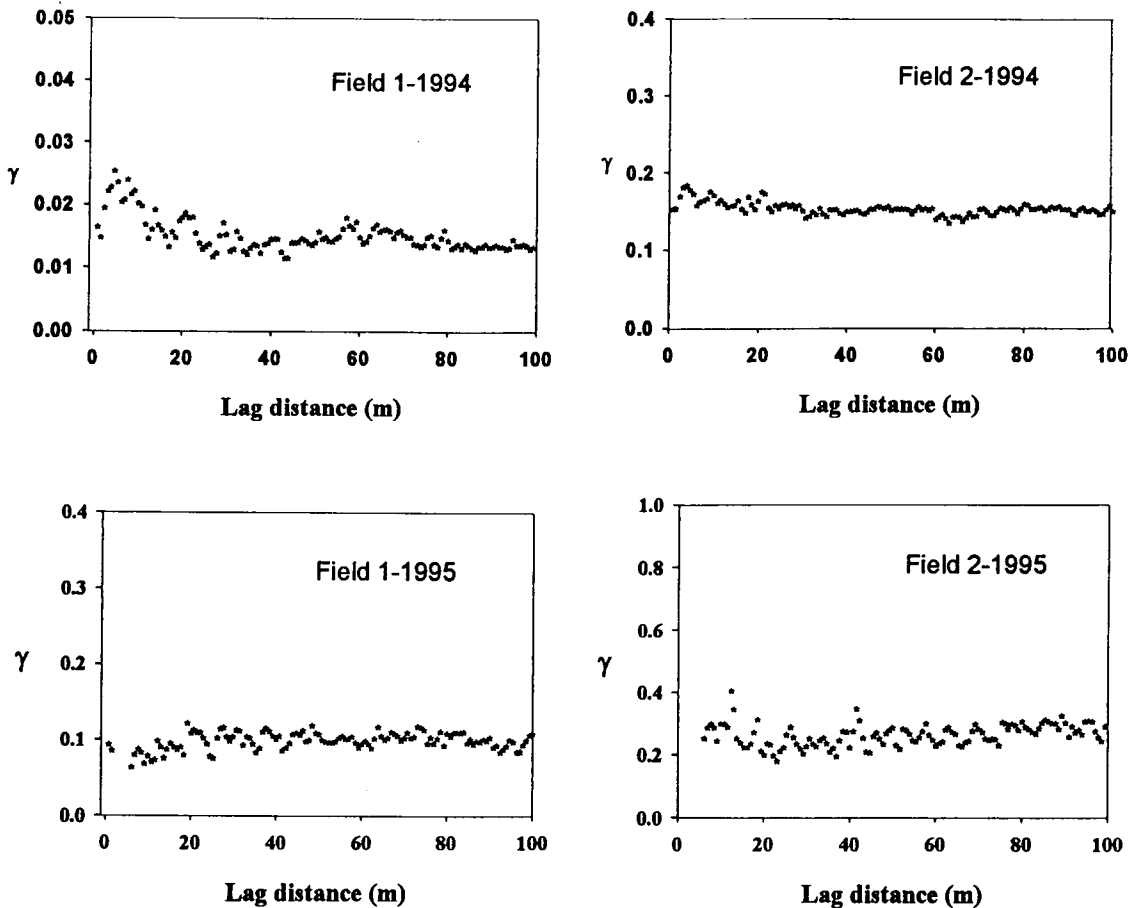 0.05
0.04
0.03
γ
0.02
0.01
0.00
0 20 40 60 80 100
Lag distance (m)
Field 1-1994
0.4
0.3
γ
0.2
0.1
0.0
0 20 40 60 80 100
Lag distance (m)
Field 2-1994
0.4
0.3
0.2
γ
0.1
0.0
0 20 40 60 80 100
Lag distance (m)
Field 1-1995
1.0
0.8
0.6
γ
0.4
0.2
0.0
0 20 40 60 80 100
Lag distance (m)
Field 2-1995